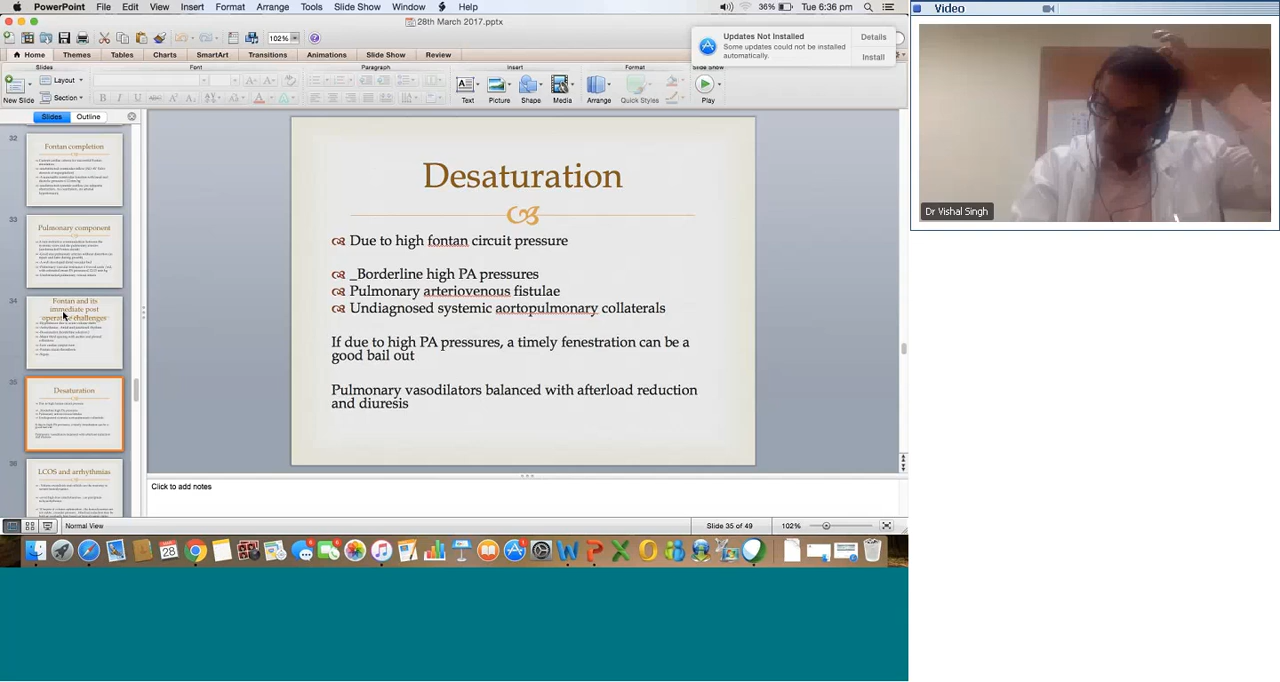 PowerPoint File Edit View Insert Format Arrange Tools Slide Show Window Help
36% Tue 6:36 pm
28th March 2017.pptx
102%
Updates Not Installed
Some updates could not be installed
automatically.
Details
Install
Home Themes Tables Charts SmartArt Transitions Animations Slide Show Review
Slides Font Paragraph Insert Format Slide Show
New Slide Layout Section
Text Picture Shape Media Arrange Quick Styles Play
Slides Outline
32
Fontan completion
33
Pulmonary component
34
Fontan and its
immediate post
operative challenges
35
Desaturation
36
LCOS and arrhythmias
Desaturation
Due to high fontan circuit pressure
_Borderline high PA pressures
Pulmonary arteriovenous fistulae
Undiagnosed systemic aortopulmonary collaterals
If due to high PA pressures, a timely fenestration can be a
good bail out
Pulmonary vasodilators balanced with afterload reduction
and diuresis
Click to add notes
Normal View
Slide 35 of 49
102%
Video
Dr Vishal Singh